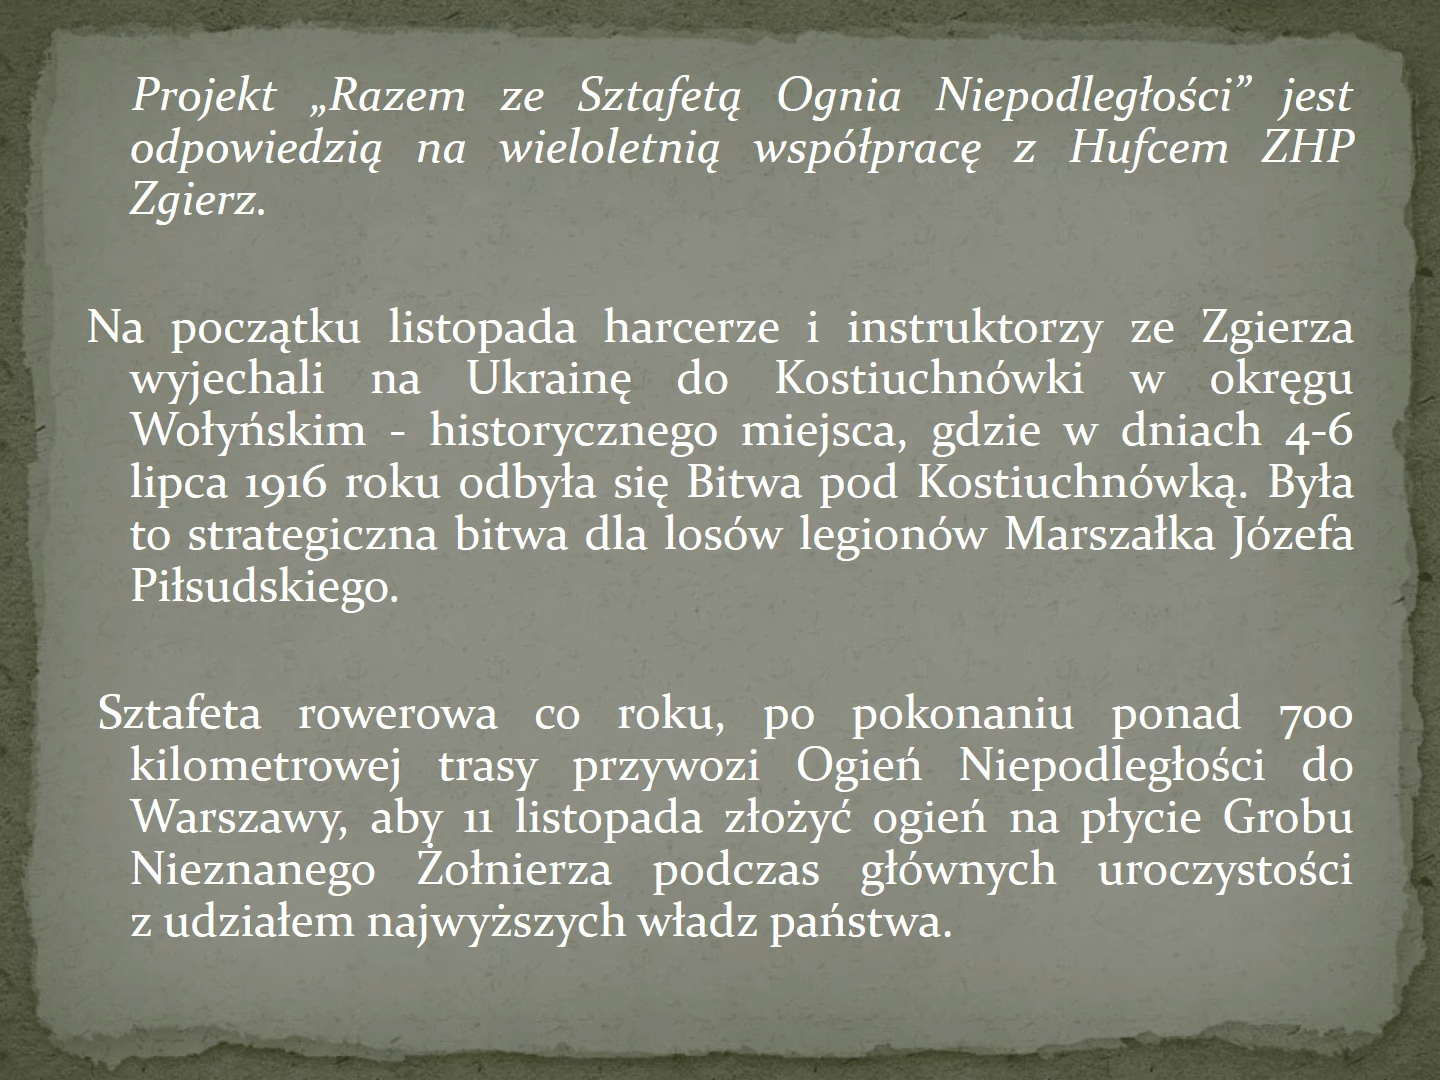 Projekt „Razem ze Sztafetą Ognia Niepodległości” jest
odpowiedzią na wieloletnią współpracę z Hufcem ZHP
Zgierz.
Na początku listopada harcerze i instruktorzy ze Zgierza
wyjechali na Ukrainę do Kostiuchnówki w okręgu
Wołyńskim - historycznego miejsca, gdzie w dniach 4-6
lipca 1916 roku odbyła się Bitwa pod Kostiuchnówką. Była
to strategiczna bitwa dla losów legionów Marszałka Józefa
Piłsudskiego.
Sztafeta rowerowa co roku, po pokonaniu ponad 700
kilometrowej trasy przywozi Ogień Niepodległości do
Warszawy, aby 11 listopada złożyć ogień na płycie Grobu
Nieznanego Żołnierza podczas głównych uroczystości
z udziałem najwyższych władz państwa.